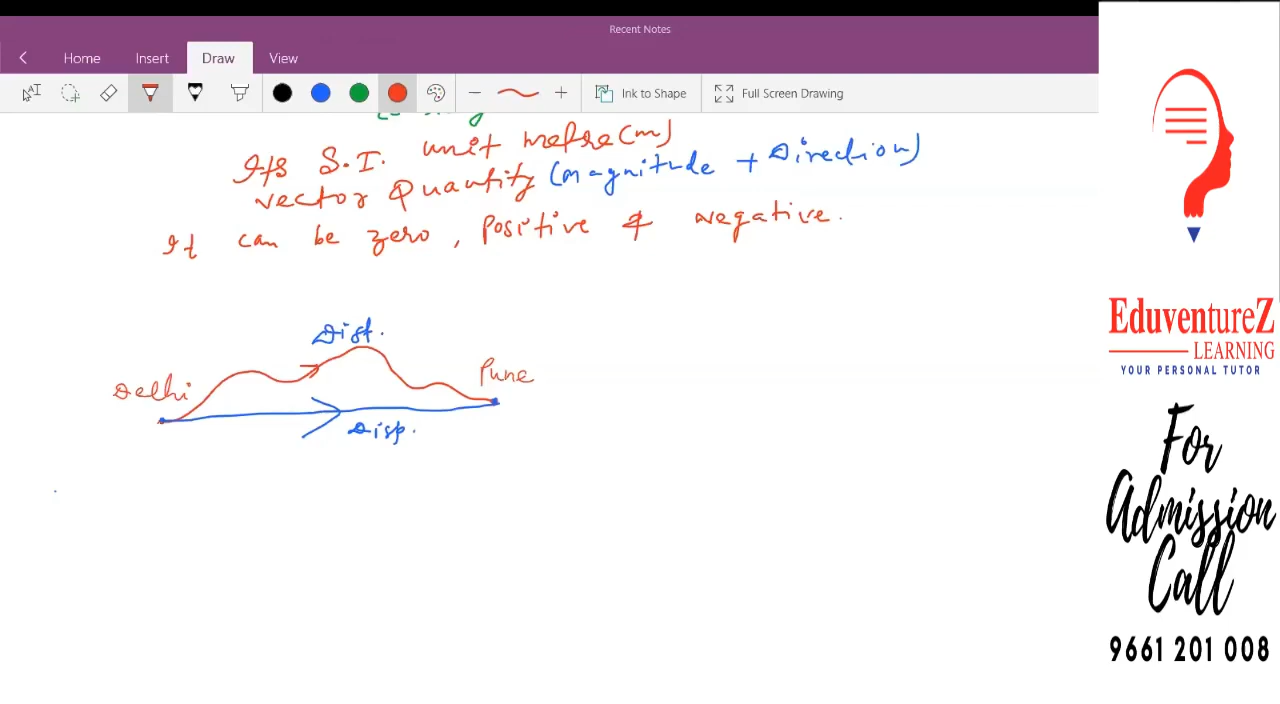 Recent Notes
Home Insert Draw View
Ink to Shape Full Screen Drawing
Its S.I. unit metre(m)
vector Quantity (magnitude + Direction)
It can be zero, Positive & negative.
Dist.
Delhi
Pune
Disp.
EduventureZ
LEARNING
YOUR PERSONAL TUTOR
For
Admission
Call
9661 201 008